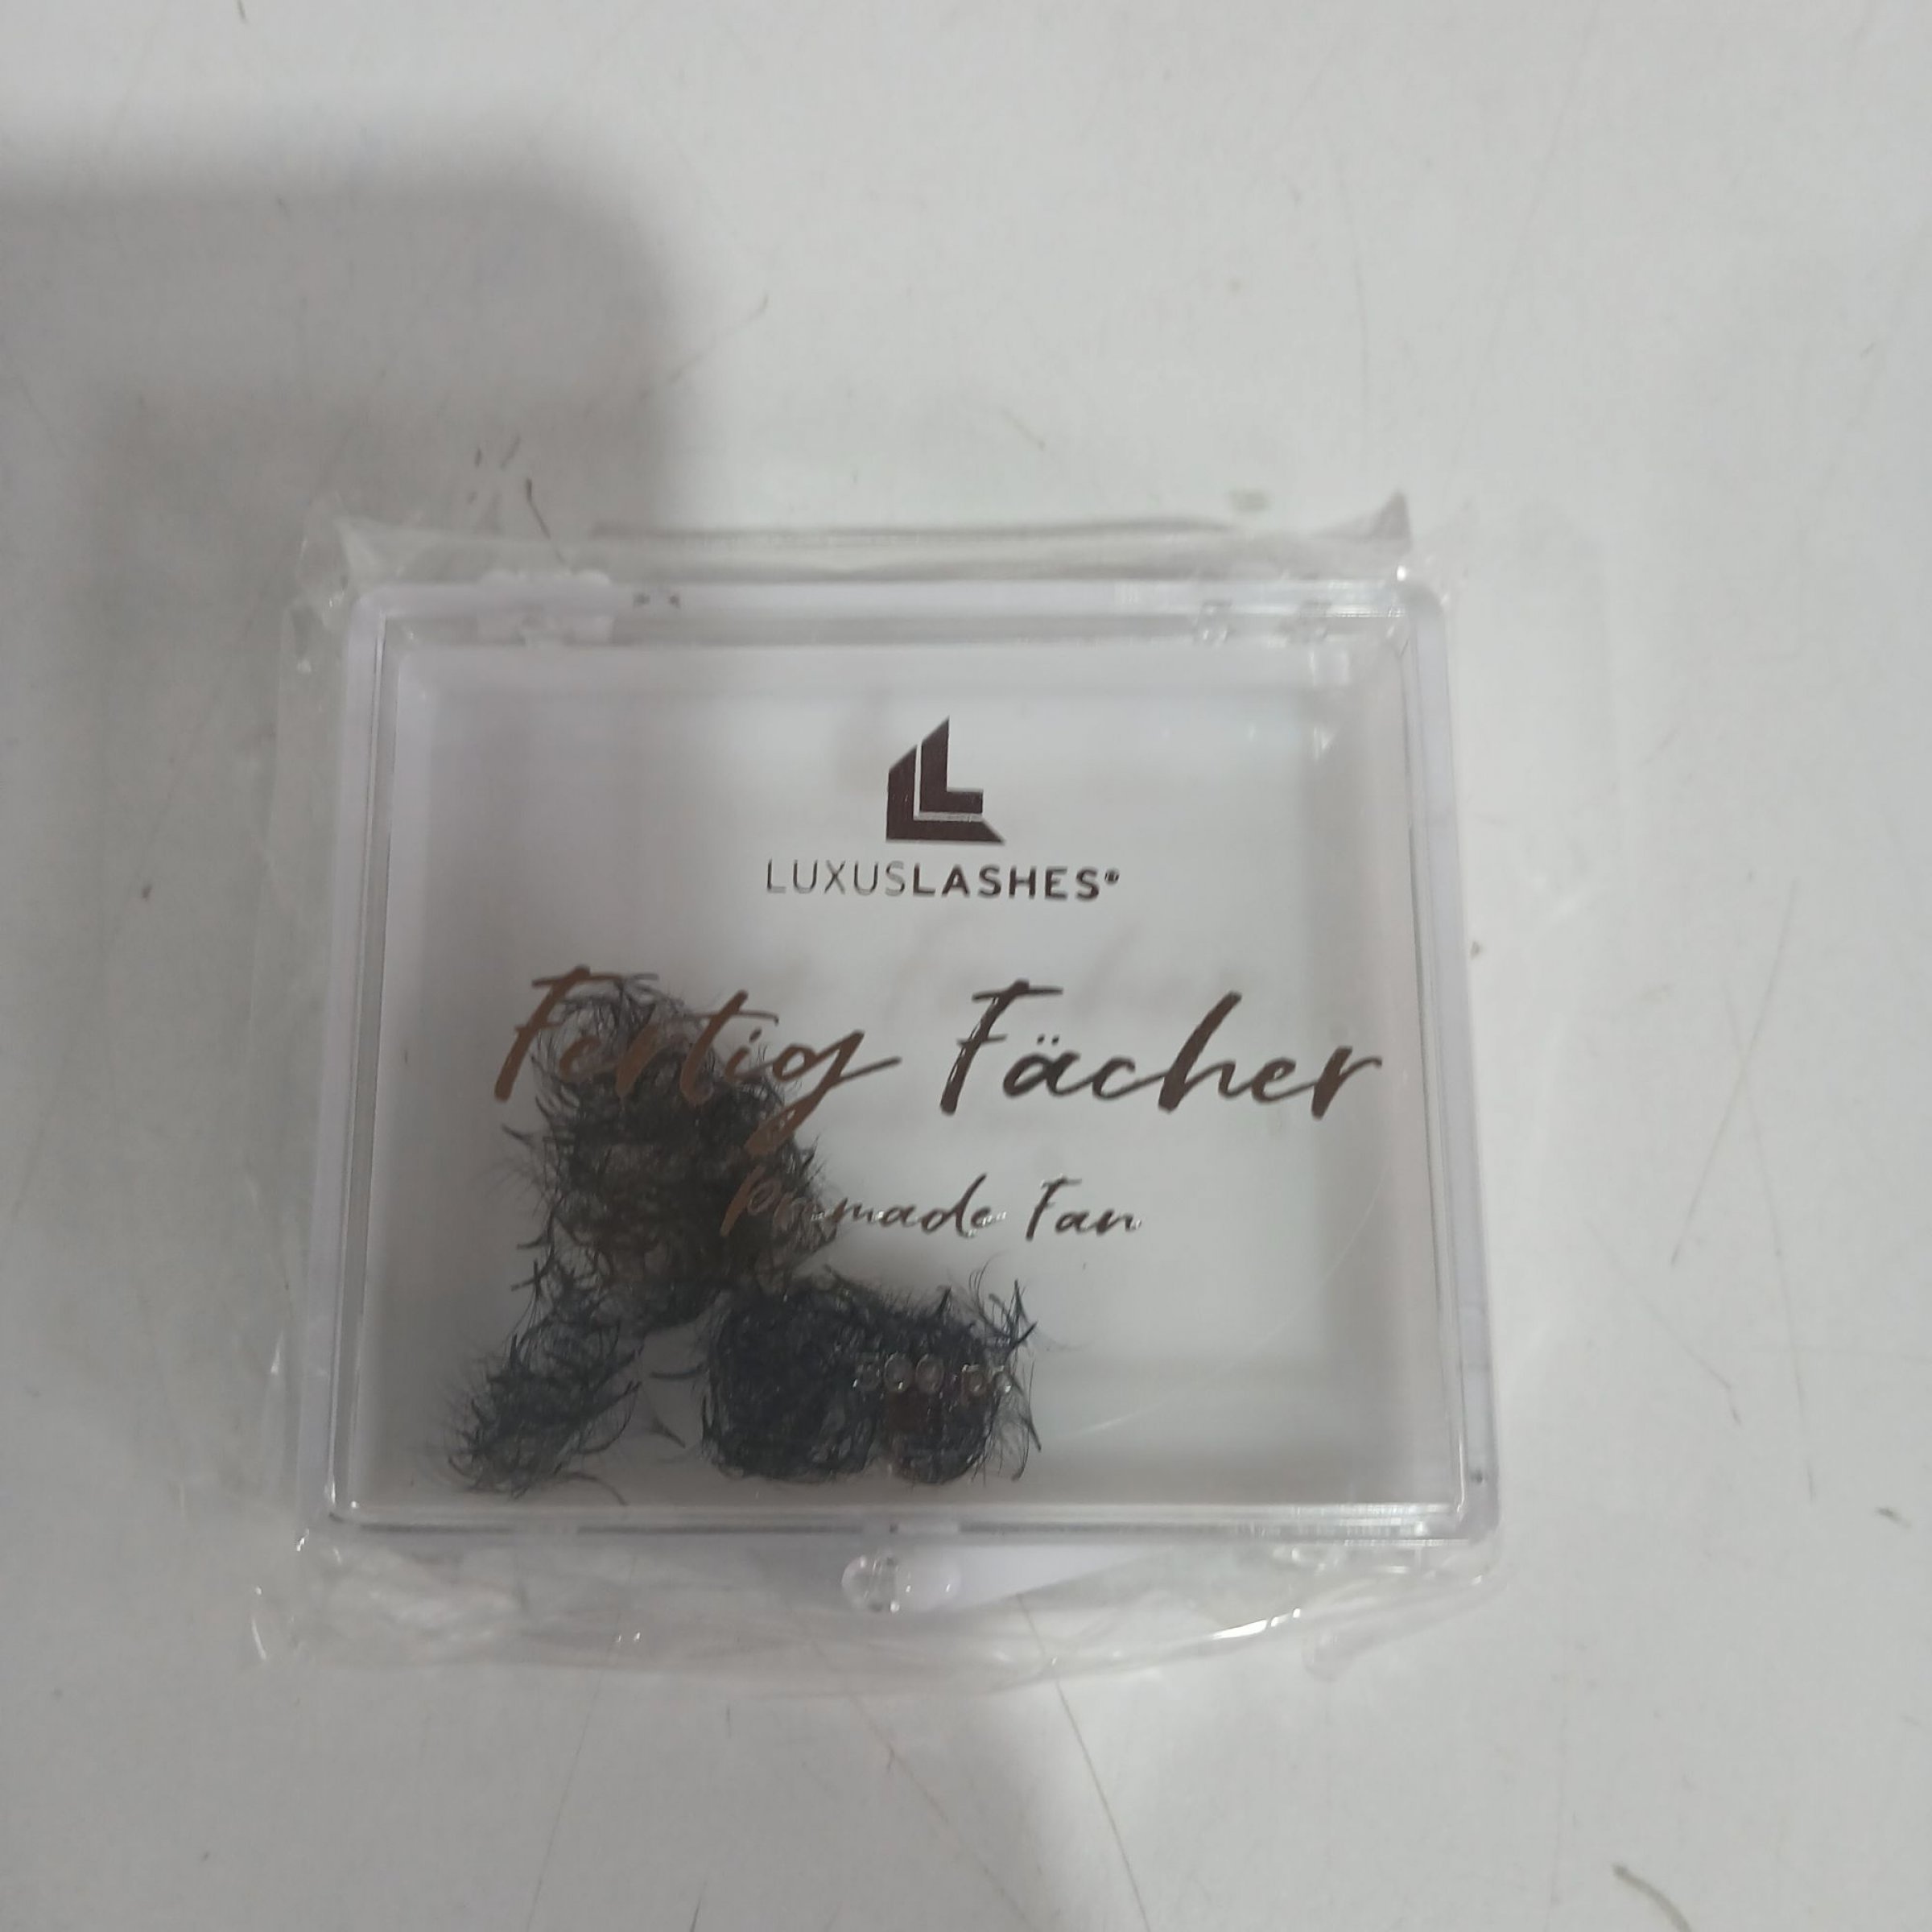 LUXUSLASHES®
Fertig Fächer
Premade Fan